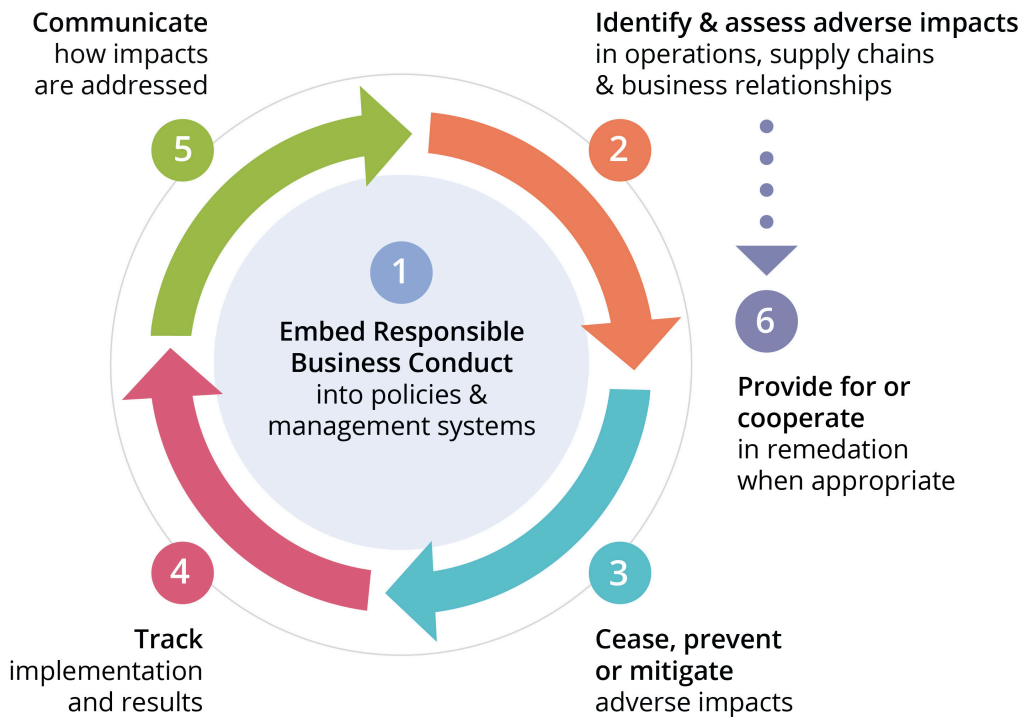 Communicate
how impacts
are addressed
5
Identify & assess adverse impacts
in operations, supply chains
& business relationships
2
1
Embed Responsible
Business Conduct
into policies &
management systems
6
Provide for or
cooperate
in remedation
when appropriate
4
Track
implementation
and results
3
Cease, prevent
or mitigate
adverse impacts